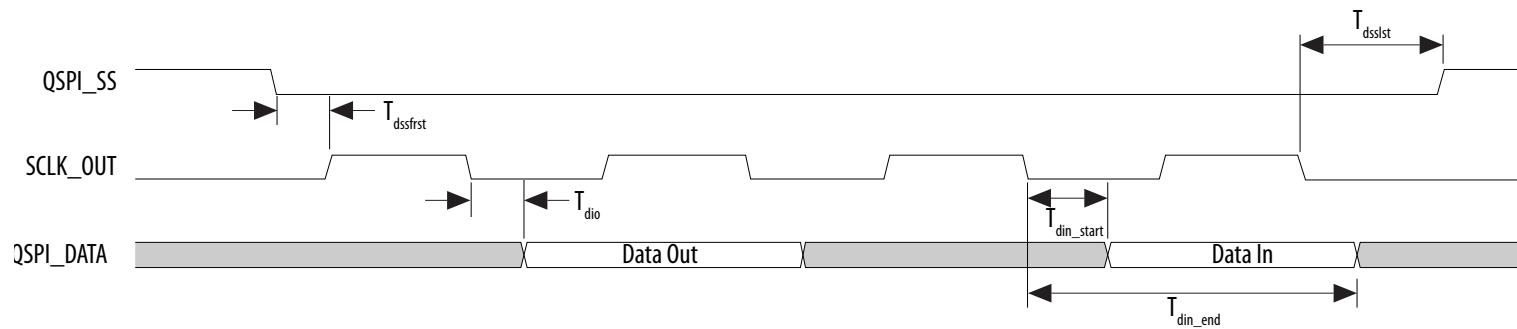 T_dsslst
QSPI_SS
T_dssfrst
SCLK_OUT
T_dio
T_din_start
QSPI_DATA
Data Out
Data In
T_din_end